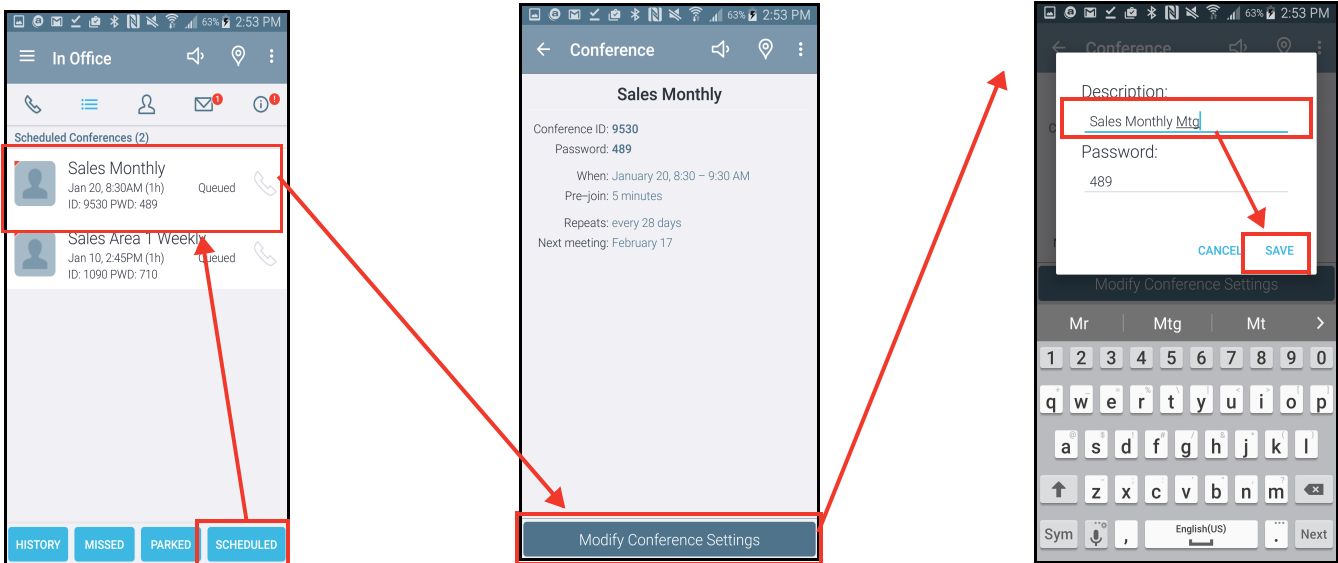 63% 2:53 PM
In Office
1
!
Scheduled Conferences (2)
Sales Monthly
Jan 20, 8:30AM (1h) Queued
ID: 9530 PWD: 489
Sales Area 1 Weekly
Jan 10, 2:45PM (1h) Queued
ID: 1090 PWD: 710
HISTORY MISSED PARKED SCHEDULED
63% 2:53 PM
Conference
Sales Monthly
Conference ID: 9530
Password: 489
When: January 20, 8:30 – 9:30 AM
Pre–join: 5 minutes
Repeats: every 28 days
Next meeting: February 17
Modify Conference Settings
63% 2:53 PM
Conference
Description:
Sales Monthly Mtg
Password:
489
CANCEL SAVE
Modify Conference Settings
Mr Mtg Mt
1 2 3 4 5 6 7 8 9 0
q w e r t y u i o p
a s d f g h j k l
z x c v b n m
Sym , English(US) . Next